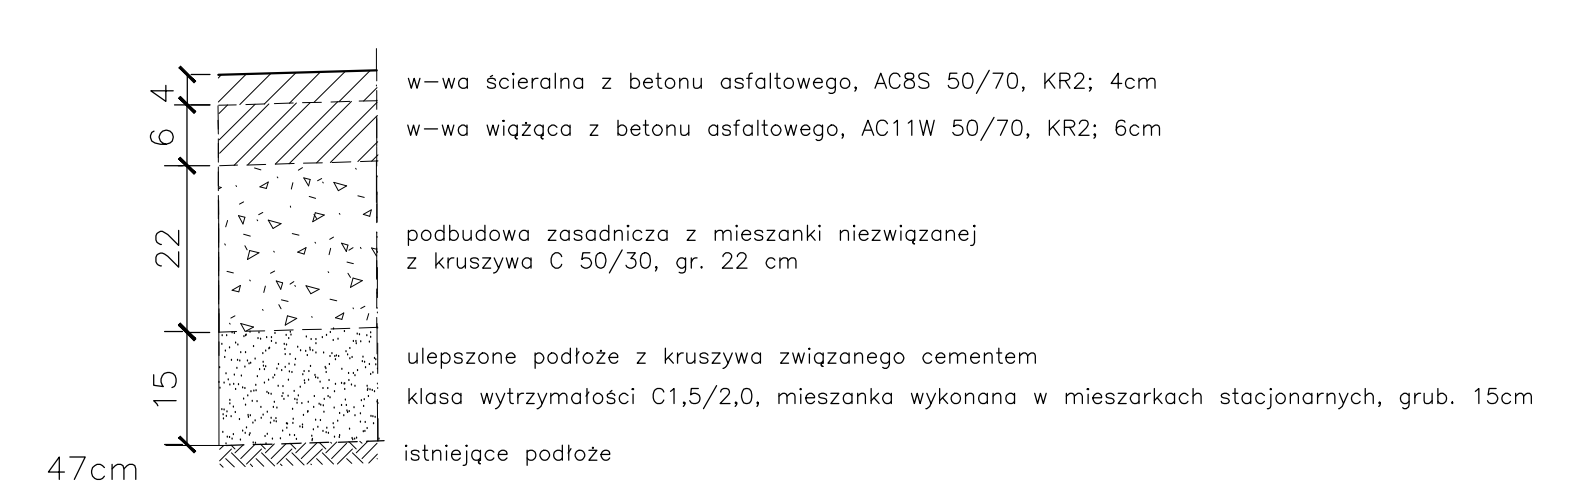 4
w-wa ścieralna z betonu asfaltowego, AC8S 50/70, KR2; 4cm
6
w-wa wiążąca z betonu asfaltowego, AC11W 50/70, KR2; 6cm
22
podbudowa zasadnicza z mieszanki niezwiązanej
z kruszywa C 50/30, gr. 22 cm
15
ulepszone podłoże z kruszywa związanego cementem
klasa wytrzymałości C1,5/2,0, mieszanka wykonana w mieszarkach stacjonarnych, grub. 15cm
istniejące podłoże
47cm